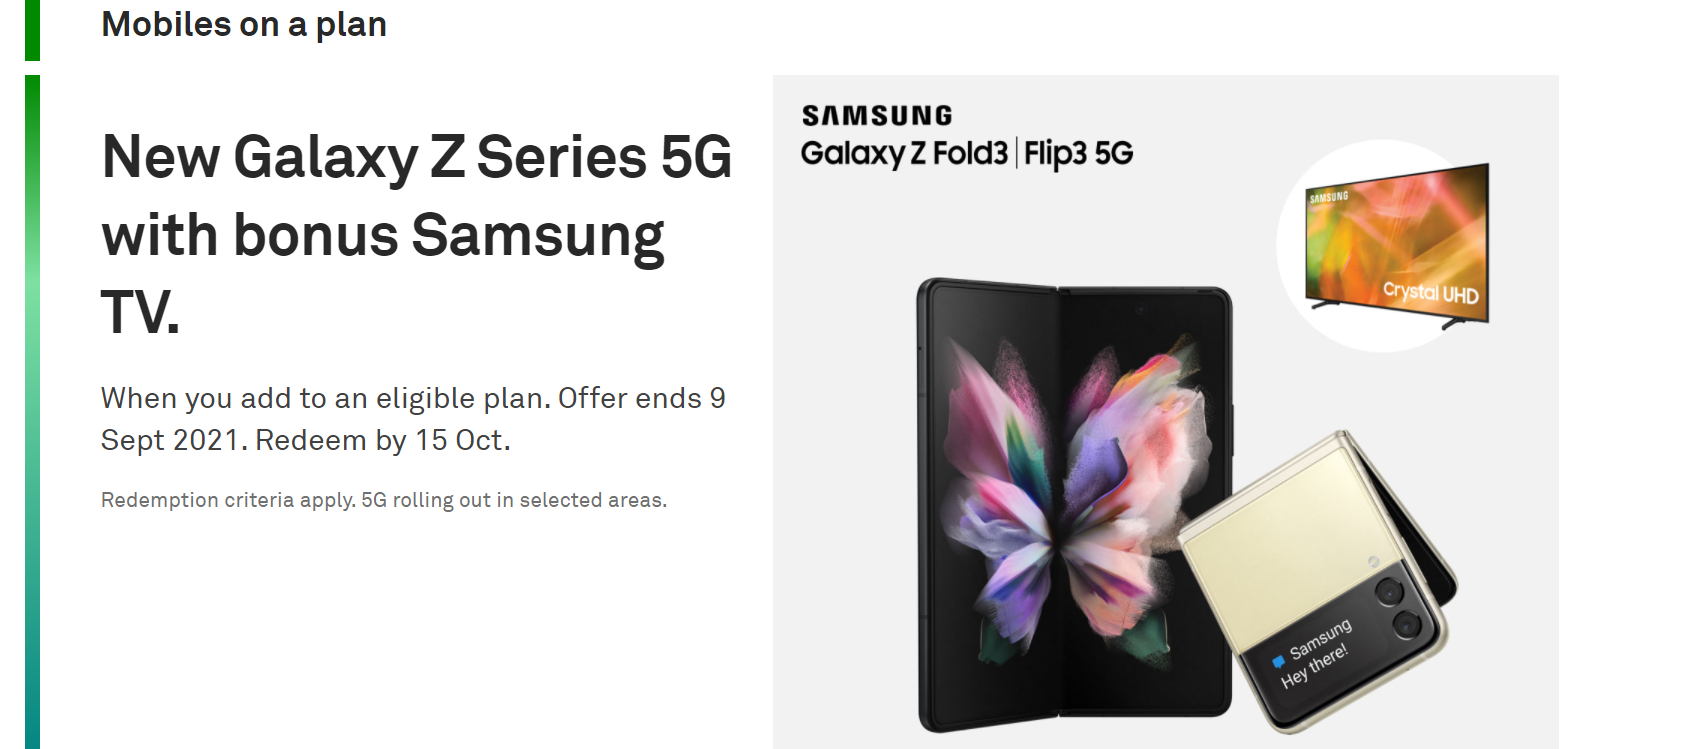 Mobiles on a plan
New Galaxy Z Series 5G
with bonus Samsung
TV.
When you add to an eligible plan. Offer ends 9
Sept 2021. Redeem by 15 Oct.
Redemption criteria apply. 5G rolling out in selected areas.
SAMSUNG
Galaxy Z Fold3 | Flip3 5G
SAMSUNG
Crystal UHD
Samsung
Hey there!